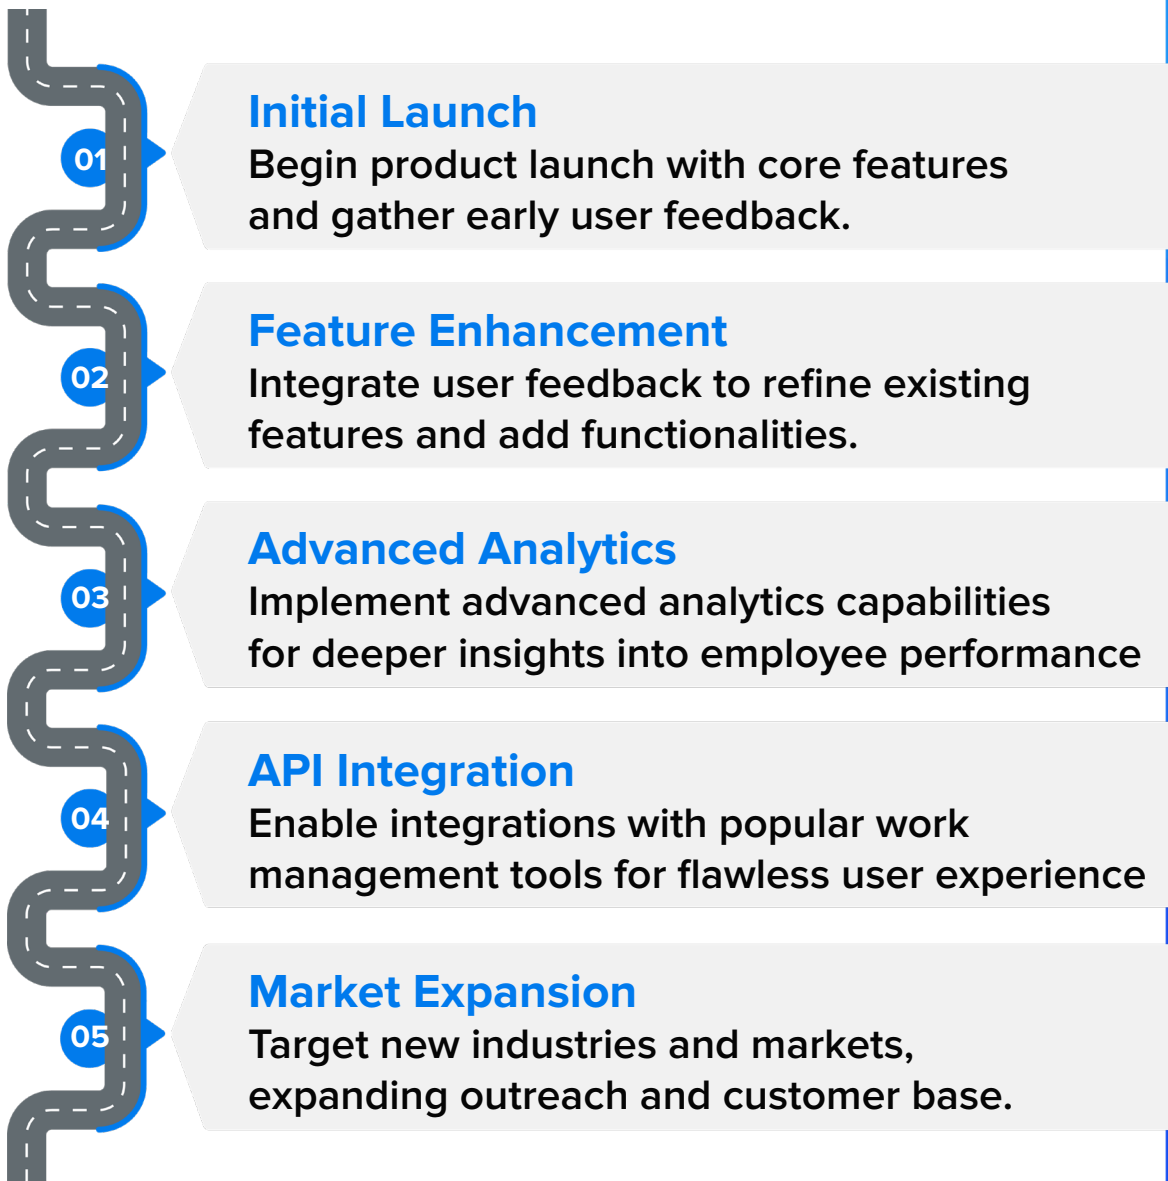 01
Initial Launch
Begin product launch with core features
and gather early user feedback.
02
Feature Enhancement
Integrate user feedback to refine existing
features and add functionalities.
03
Advanced Analytics
Implement advanced analytics capabilities
for deeper insights into employee performance
04
API Integration
Enable integrations with popular work
management tools for flawless user experience
05
Market Expansion
Target new industries and markets,
expanding outreach and customer base.